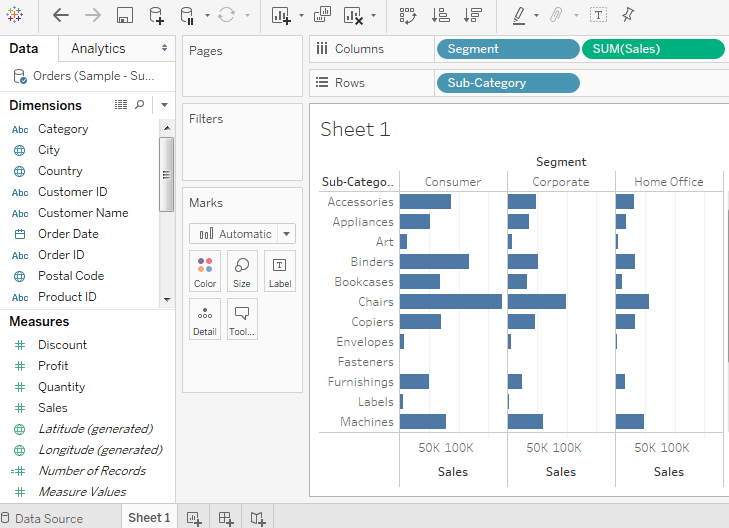 Data
Analytics
Pages
Columns
Segment
SUM(Sales)
Orders (Sample - Su...
Rows
Sub-Category
Dimensions
Abc Category
City
Country
Abc Customer ID
Abc Customer Name
Order Date
Abc Order ID
Postal Code
Abc Product ID
Measures
Discount
Profit
Quantity
Sales
Latitude (generated)
Longitude (generated)
Number of Records
Measure Values
Filters
Marks
Automatic
Color
Size
T
Label
Detail
Tool...
T
Sheet 1
Segment
Sub-Catego..
Consumer
Corporate
Home Office
Accessories
Appliances
Art
Binders
Bookcases
Chairs
Copiers
Envelopes
Fasteners
Furnishings
Labels
Machines
50K 100K
50K 100K
50K 100K
Sales
Sales
Sales
Data Source
Sheet 1